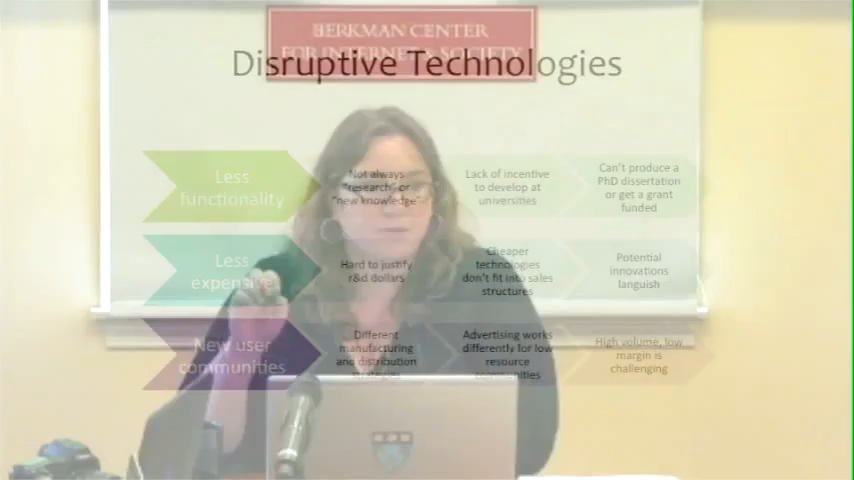 BERKMAN CENTER
FOR INTERNET & SOCIETY
Disruptive Technologies
Less
functionality
Not always
"research" or
"new knowledge"
Lack of incentive
to develop at
universities
Can't produce a
PhD dissertation
or get a grant
funded
Less
expensive
Hard to justify
r&d dollars
Cheaper
technologies
don't fit into sales
structures
Potential
innovations
languish
New user
communities
Different
manufacturing
and distribution
strategies
Advertising works
differently for low
resource
communities
High volume, low
margin is
challenging